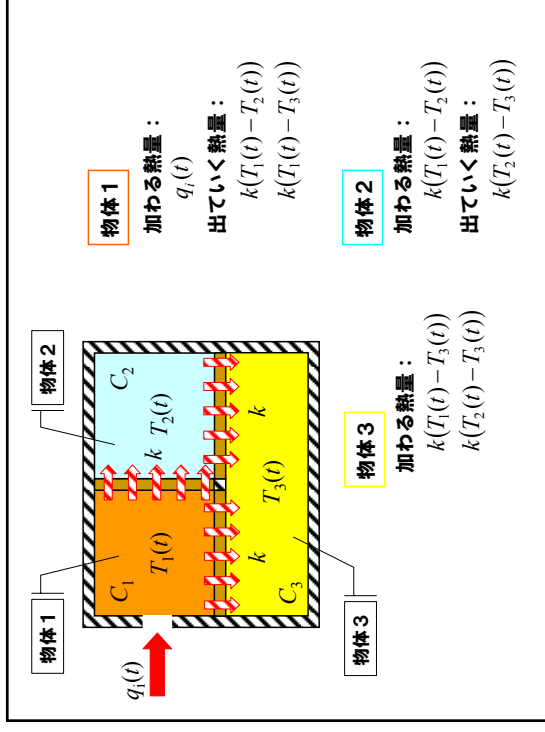 物体1
物体2
q_i(t)
C_1
T_1(t)
k
C_2
T_2(t)
k
k
T_3(t)
C_3
物体3
物体1
加わる熱量：
q_i(t)
出ていく熱量：
k(T_1(t)−T_2(t))
k(T_1(t)−T_3(t))
物体2
加わる熱量：
k(T_1(t)−T_2(t))
出ていく熱量：
k(T_2(t)−T_3(t))
物体3
加わる熱量：
k(T_1(t)−T_3(t))
k(T_2(t)−T_3(t))